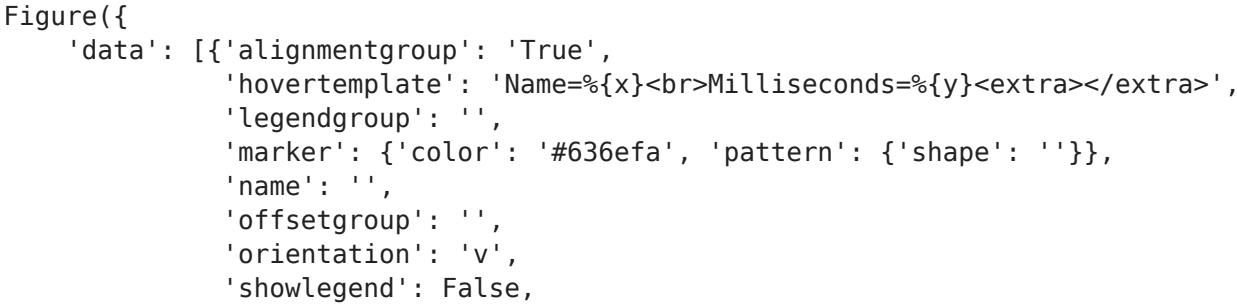 Figure({
    'data': [{'alignmentgroup': 'True',
              'hovertemplate': 'Name=%{x}<br>Milliseconds=%{y}<extra></extra>',
              'legendgroup': '',
              'marker': {'color': '#636efa', 'pattern': {'shape': ''}},
              'name': '',
              'offsetgroup': '',
              'orientation': 'v',
              'showlegend': False,